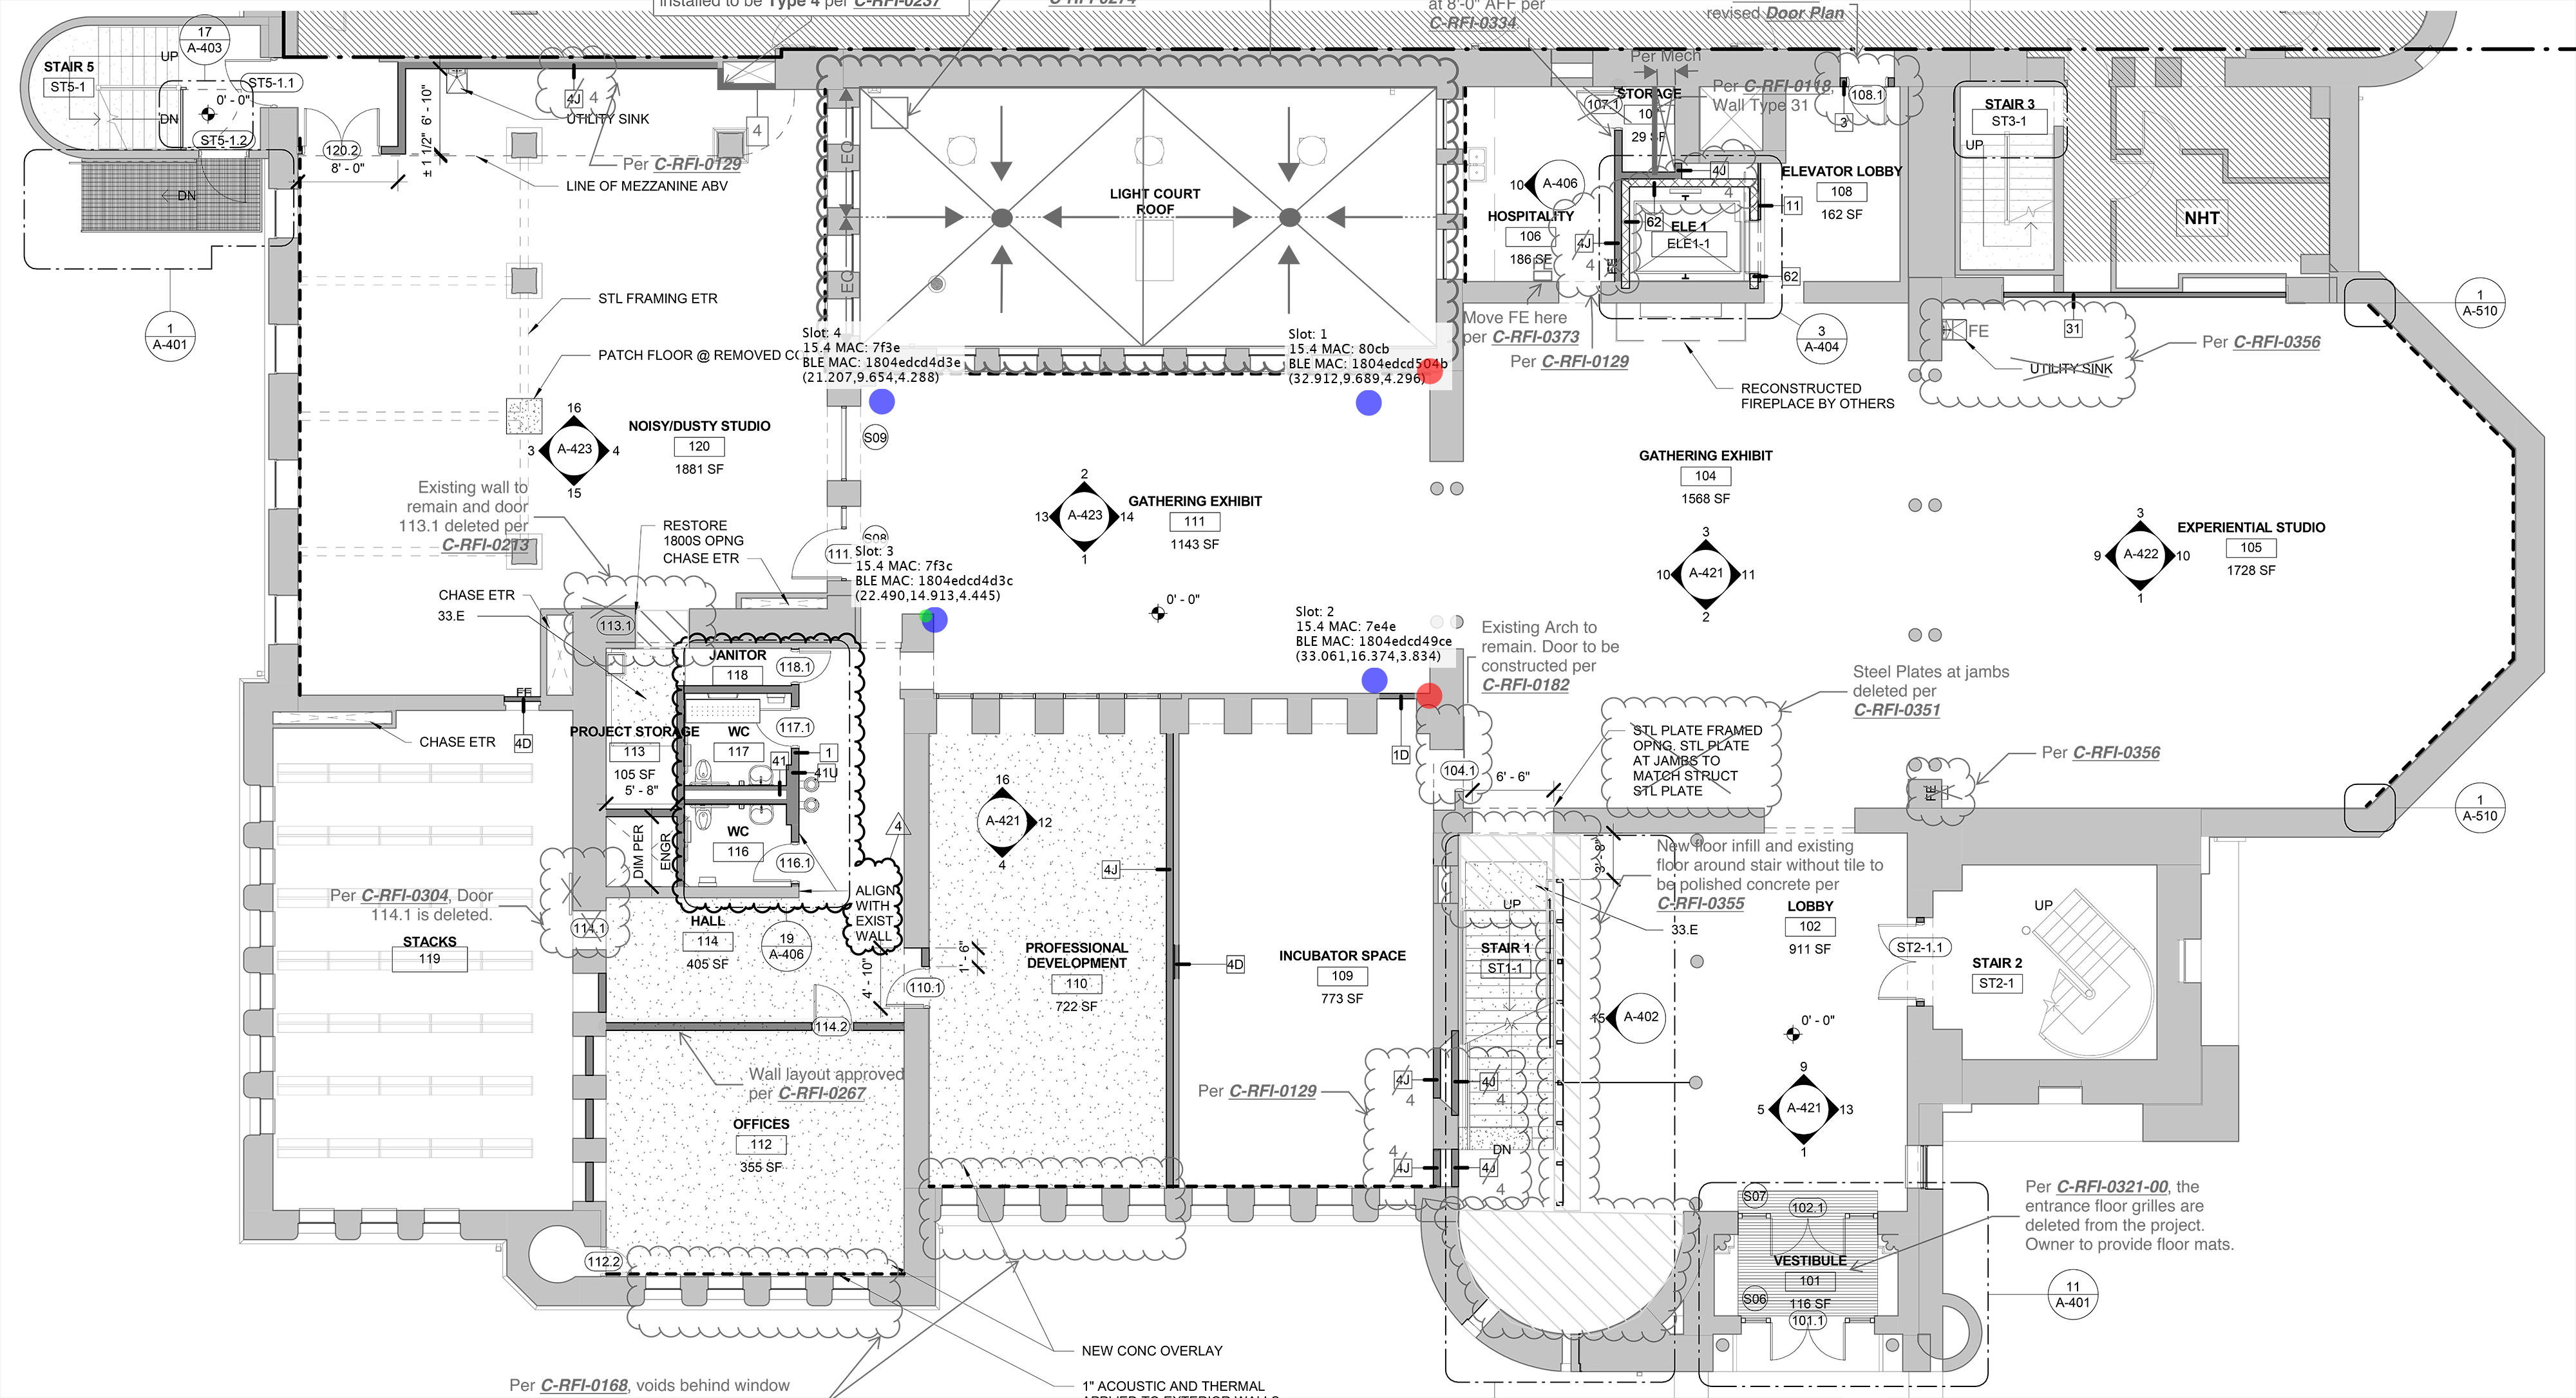 installed to be Type 4 per C-RFI-0237
C-RFI-0274
at 8'-0" AFF per
C-RFI-0334.
revised Door Plan
17
A-403
STAIR 5
ST5-1
UP
DN
0' - 0"
ST5-1.1
ST5-1.2
DN
1
A-401
120.2
8' - 0"
± 1 1/2" 6' - 10"
4J
4
UTILITY SINK
Per C-RFI-0129
LINE OF MEZZANINE ABV
4
STL FRAMING ETR
PATCH FLOOR @ REMOVED CO
EQ
EQ
LIGHT COURT
ROOF
Per Mech
STORAGE
29 SF
107.1
Per C-RFI-0118,
Wall Type 31
108.1
3
10
A-406
HOSPITALITY
106
186 SF
4J
4
4J
4
62
ELE 1
ELE1-1
FE
ELEVATOR LOBBY
108
162 SF
11
62
Move FE here
per C-RFI-0373
Per C-RFI-0129
3
A-404
RECONSTRUCTED
FIREPLACE BY OTHERS
STAIR 3
ST3-1
UP
NHT
FE
31
UTILITY SINK
Per C-RFI-0356
1
A-510
Slot: 4
15.4 MAC: 7f3e
BLE MAC: 1804edcd4d3e
(21.207,9.654,4.288)
Slot: 1
15.4 MAC: 80cb
BLE MAC: 1804edcd504b
(32.912,9.689,4.296)
S09
S08
16
3
A-423
4
15
NOISY/DUSTY STUDIO
120
1881 SF
Existing wall to
remain and door
113.1 deleted per
C-RFI-0213
RESTORE
1800S OPNG
CHASE ETR
111.
2
13
A-423
14
1
GATHERING EXHIBIT
111
1143 SF
GATHERING EXHIBIT
104
1568 SF
3
10
A-421
11
2
3
9
A-422
10
1
EXPERIENTIAL STUDIO
105
1728 SF
Slot: 3
15.4 MAC: 7f3c
BLE MAC: 1804edcd4d3c
(22.490,14.913,4.445)
0' - 0"
Slot: 2
15.4 MAC: 7e4e
BLE MAC: 1804edcd49ce
(33.061,16.374,3.834)
Existing Arch to
remain. Door to be
constructed per
C-RFI-0182
CHASE ETR
33.E
113.1
JANITOR
118
118.1
FE
4D
CHASE ETR
PROJECT STORAGE
113
105 SF
5' - 8"
WC
117
117.1
1
41
41U
WC
116
116.1
DIM PER
ENGR
4
ALIGN
WITH
EXIST
WALL
1D
104.1
6' - 6"
STL PLATE FRAMED
OPNG. STL PLATE
AT JAMBS TO
MATCH STRUCT
STL PLATE
Steel Plates at jambs
deleted per
C-RFI-0351
Per C-RFI-0356
FE
1
A-510
16
A-421
12
4
4J
Per C-RFI-0304, Door
114.1 is deleted.
114.1
STACKS
119
HALL
114
405 SF
19
A-406
4' - 10"
1' - 6"
110.1
114.2
PROFESSIONAL
DEVELOPMENT
110
722 SF
4D
INCUBATOR SPACE
109
773 SF
3' - 8"
New floor infill and existing
floor around stair without tile to
be polished concrete per
C-RFI-0355
33.E
UP
STAIR 1
ST1-1
15
A-402
LOBBY
102
911 SF
0' - 0"
ST2-1.1
STAIR 2
ST2-1
UP
9
5
A-421
13
1
Wall layout approved
per C-RFI-0267
OFFICES
112
355 SF
Per C-RFI-0129
4J
4
4J
4
4J
4
4J
4
DN
112.2
S07
102.1
VESTIBULE
101
116 SF
S06
101.1
Per C-RFI-0321-00, the
entrance floor grilles are
deleted from the project.
Owner to provide floor mats.
11
A-401
NEW CONC OVERLAY
1" ACOUSTIC AND THERMAL
Per C-RFI-0168, voids behind window